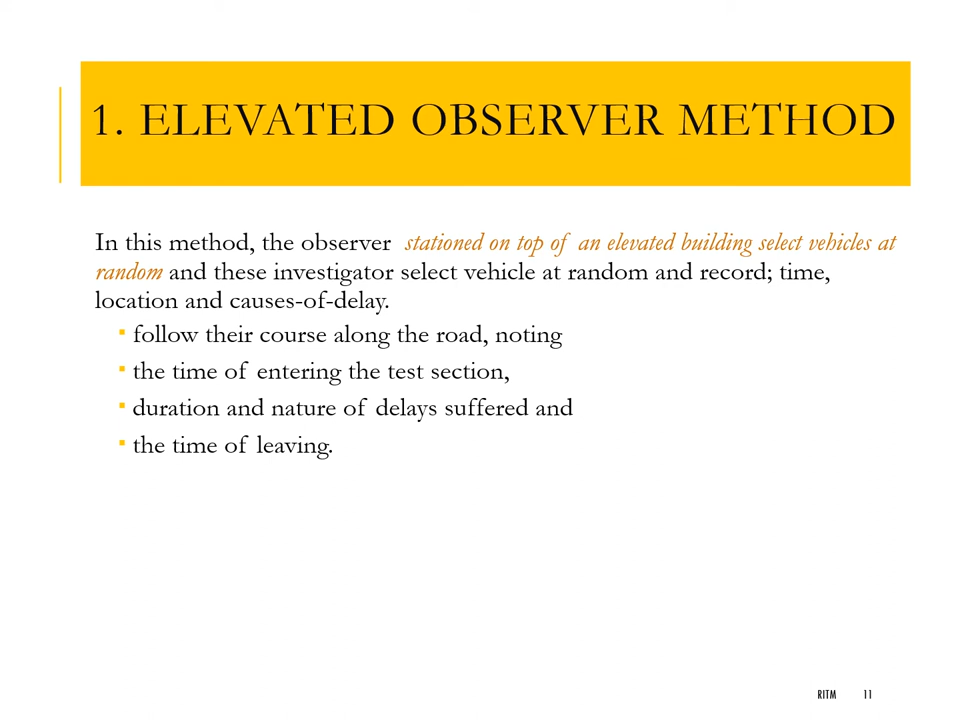 1. ELEVATED OBSERVER METHOD
In this method, the observer stationed on top of an elevated building select vehicles at
random and these investigator select vehicle at random and record; time,
location and causes-of-delay.
▪ follow their course along the road, noting
▪ the time of entering the test section,
▪ duration and nature of delays suffered and
▪ the time of leaving.
RITM 11